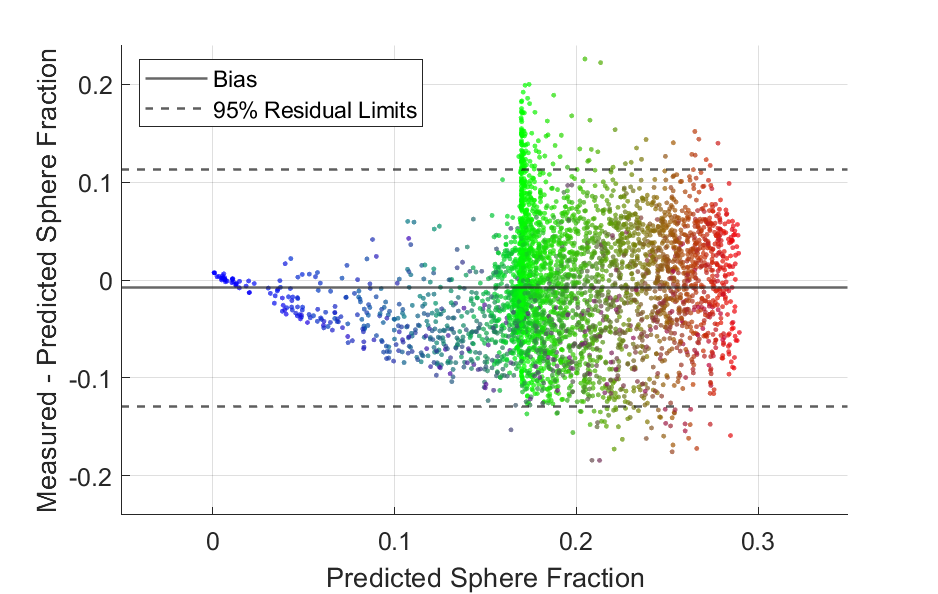 Bias
95% Residual Limits
0.2
0.1
0
-0.1
-0.2
Measured - Predicted Sphere Fraction
0
0.1
0.2
0.3
Predicted Sphere Fraction